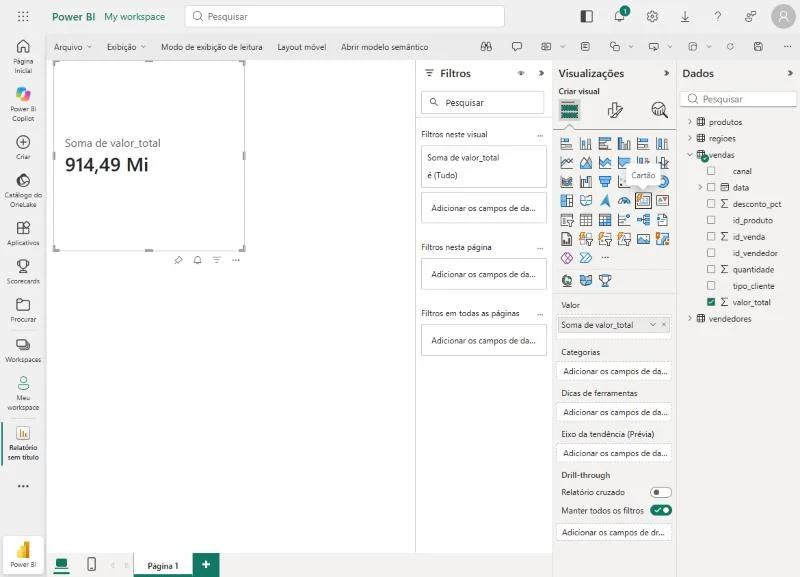 Power BI My workspace
Pesquisar
1
Arquivo
Exibição
Modo de exibição de leitura
Layout móvel
Abrir modelo semântico
Página
Inicial
Power BI
Copilot
Criar
Catálogo do
OneLake
Aplicativos
Scorecards
Procurar
Workspaces
Meu
workspace
Relatório
sem título
Power BI
Soma de valor_total
914,49 Mi
Página 1
Filtros
Pesquisar
Filtros neste visual
Soma de valor_total
é (Tudo)
Adicionar os campos de da...
Filtros nesta página
Adicionar os campos de da...
Filtros em todas as páginas
Adicionar os campos de da...
Visualizações
Criar visual
Cartão
Valor
Soma de valor_total
Categorias
Adicionar os campos de da...
Dicas de ferramentas
Adicionar os campos de da...
Eixo da tendência (Prévia)
Adicionar os campos de da...
Drill-through
Relatório cruzado
Manter todos os filtros
Adicionar os campos de dr...
Dados
Pesquisar
produtos
regioes
vendas
canal
data
desconto_pct
id_produto
id_venda
id_vendedor
quantidade
tipo_cliente
valor_total
vendedores